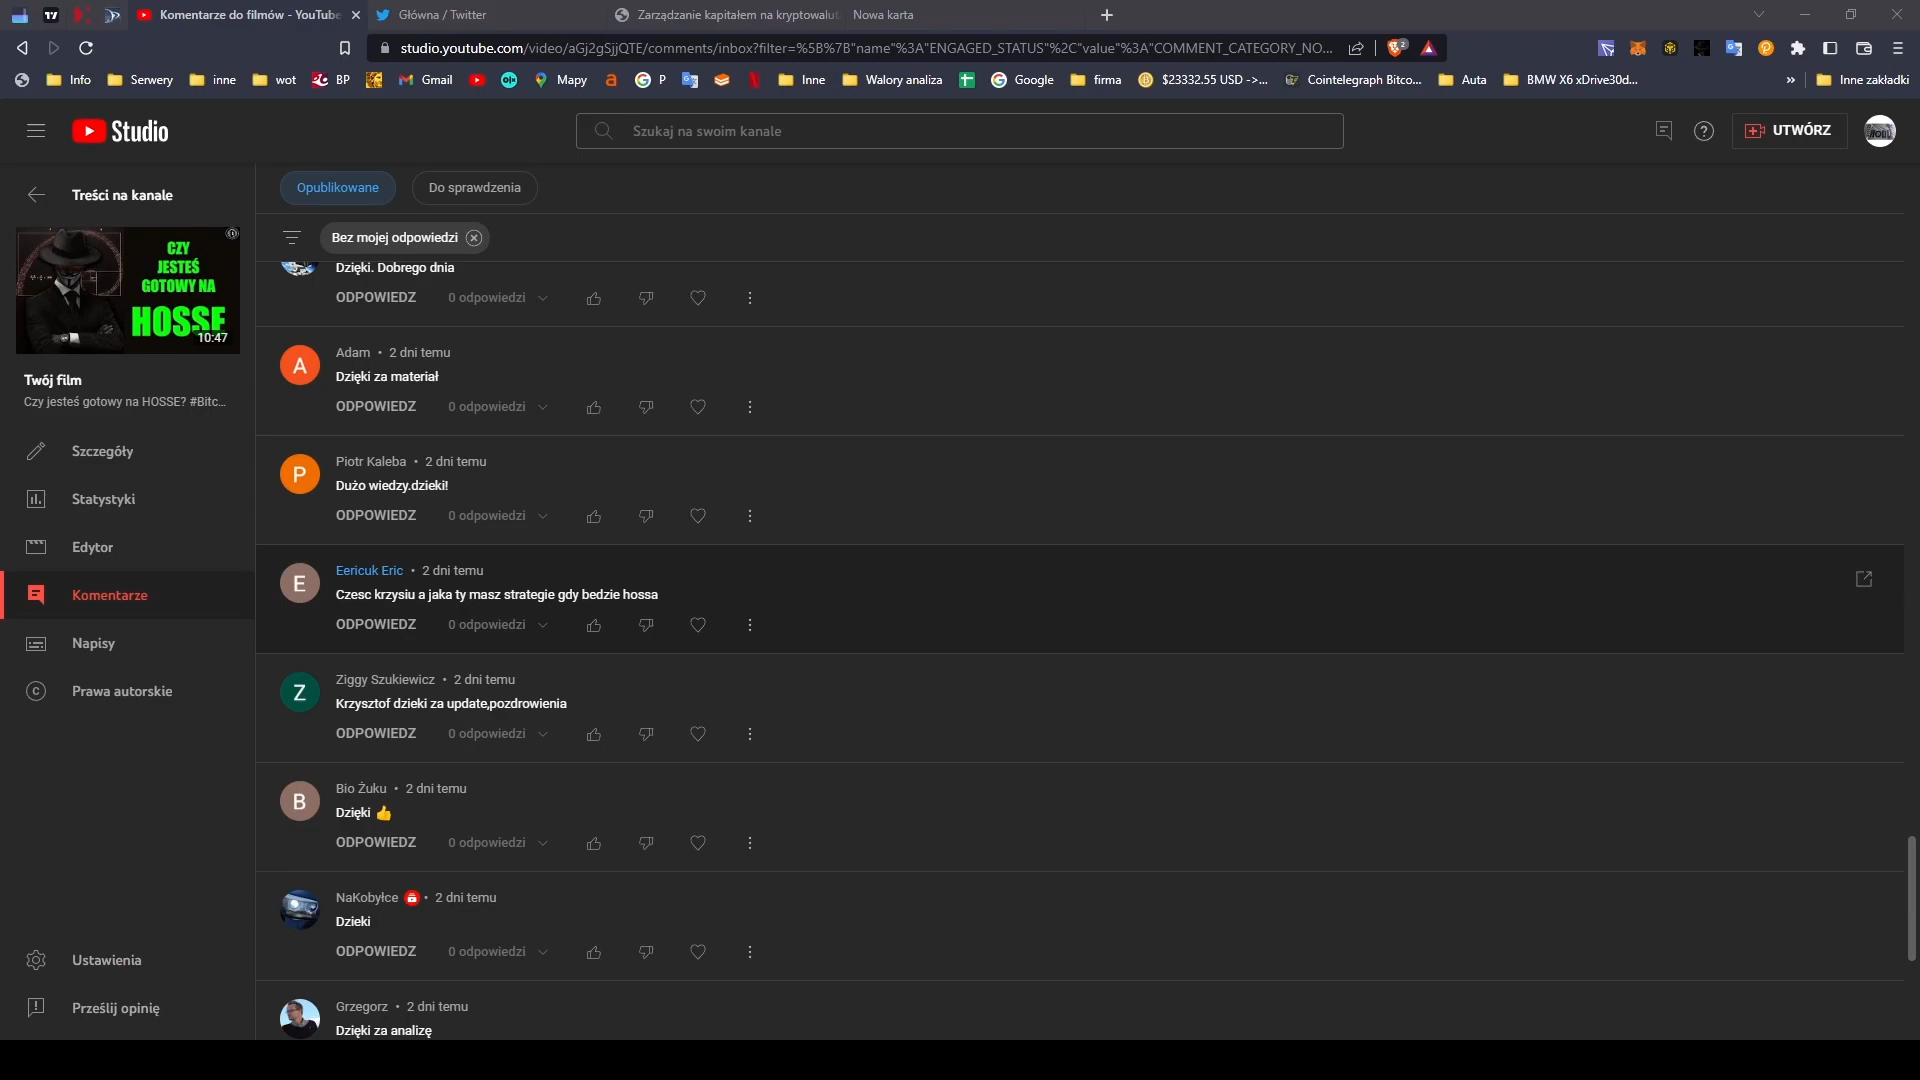 Komentarze do filmów - YouTube
Główna / Twitter
Zarządzanie kapitałem na kryptowalut
Nowa karta
studio.youtube.com/video/aGj2gSjjQTE/comments/inbox?filter=%5B%7B"name"%3A"ENGAGED_STATUS"%2C"value"%3A"COMMENT_CATEGORY_NO...
2
Info
Serwery
inne
wot
BP
Gmail
Mapy
P
Inne
Walory analiza
Google
firma
$23332.55 USD ->...
Cointelegraph Bitco...
Auta
BMW X6 xDrive30d...
»
Inne zakładki
Studio
Szukaj na swoim kanale
UTWÓRZ
Treści na kanale
CZY
JESTEŚ
GOTOWY NA
HOSSE
10:47
Twój film
Czy jesteś gotowy na HOSSE? #Bitc...
Szczegóły
Statystyki
Edytor
Komentarze
Napisy
Prawa autorskie
Ustawienia
Prześlij opinię
Opublikowane
Do sprawdzenia
Bez mojej odpowiedzi
Dzięki. Dobrego dnia
ODPOWIEDZ 0 odpowiedzi
A
Adam • 2 dni temu
Dzięki za materiał
ODPOWIEDZ 0 odpowiedzi
P
Piotr Kaleba • 2 dni temu
Dużo wiedzy.dzieki!
ODPOWIEDZ 0 odpowiedzi
E
Eericuk Eric • 2 dni temu
Czesc krzysiu a jaka ty masz strategie gdy bedzie hossa
ODPOWIEDZ 0 odpowiedzi
Z
Ziggy Szukiewicz • 2 dni temu
Krzysztof dzieki za update,pozdrowienia
ODPOWIEDZ 0 odpowiedzi
B
Bio Żuku • 2 dni temu
Dzięki 👍
ODPOWIEDZ 0 odpowiedzi
NaKobyłce • 2 dni temu
Dzieki
ODPOWIEDZ 0 odpowiedzi
Grzegorz • 2 dni temu
Dzięki za analizę